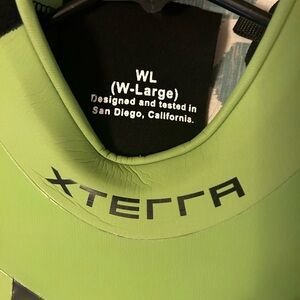 WL
(W-Large)
Designed and tested in
San Diego, California.
XTERRA